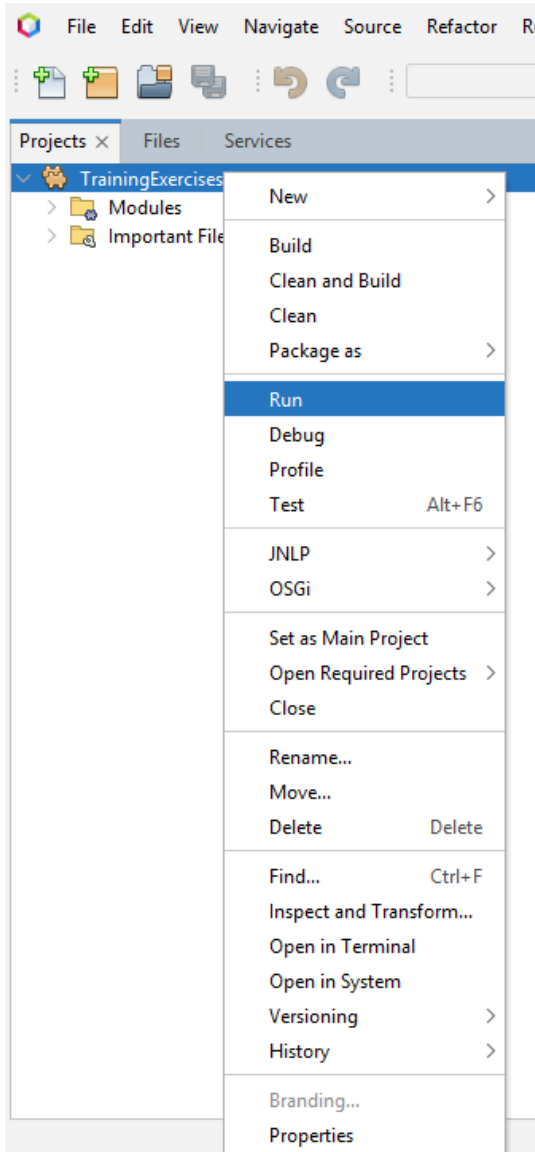 File Edit View Navigate Source Refactor
Projects Files Services
TrainingExercises
Modules
Important File
New
Build
Clean and Build
Clean
Package as
Run
Debug
Profile
Test Alt+F6
JNLP
OSGi
Set as Main Project
Open Required Projects
Close
Rename...
Move...
Delete Delete
Find... Ctrl+F
Inspect and Transform...
Open in Terminal
Open in System
Versioning
History
Branding...
Properties